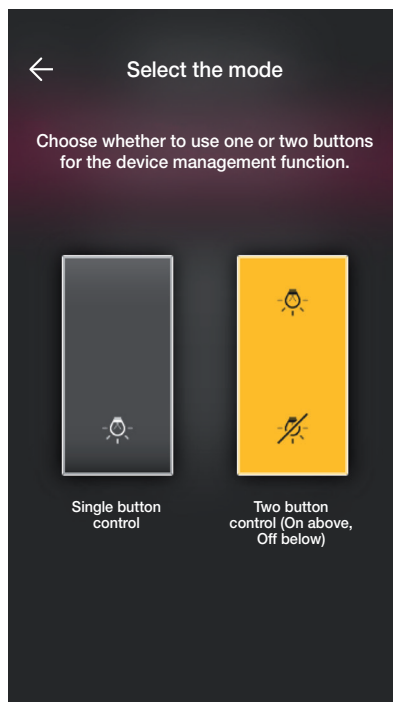 Select the mode
Choose whether to use one or two buttons
for the device management function.
Single button
control
Two button
control (On above,
Off below)